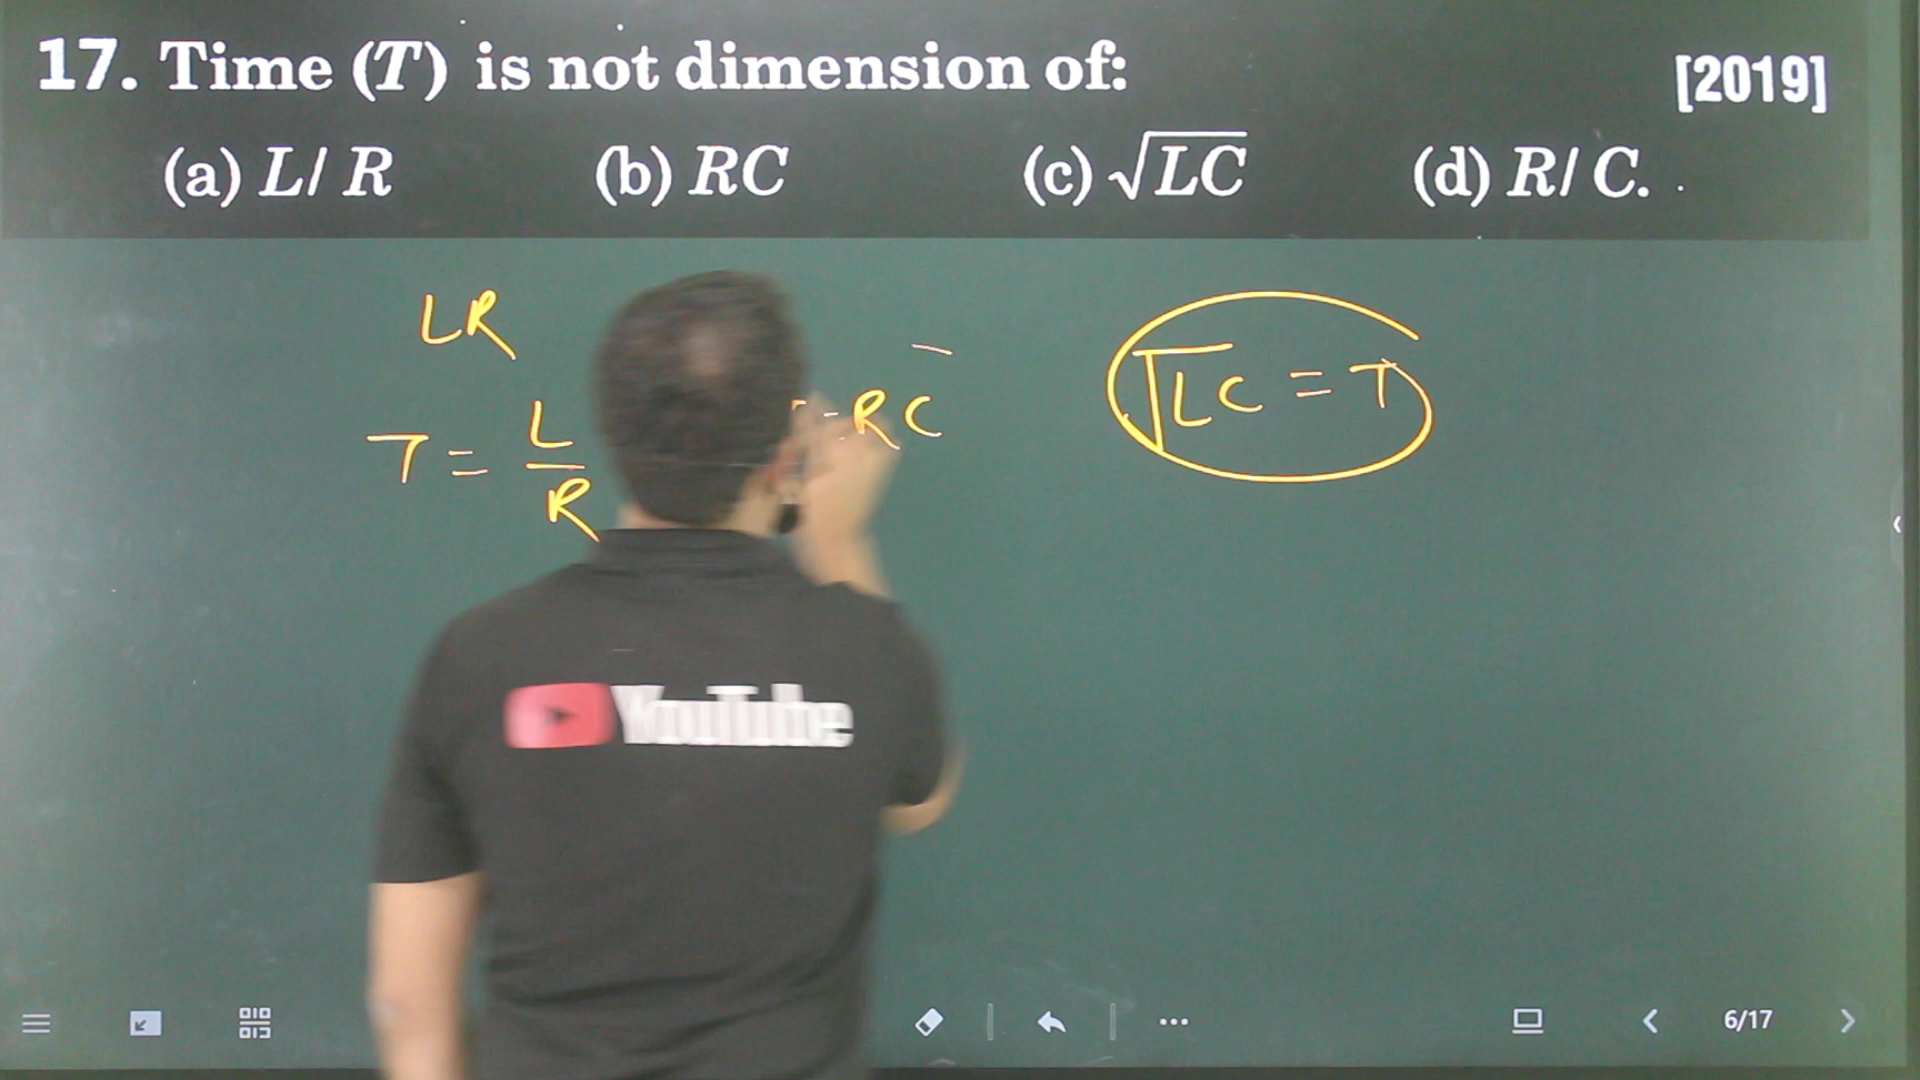 17. Time (T) is not dimension of: [2019]
(a) L/ R (b) RC (c) √LC (d) R/ C.
LR
T = L/R
= RC
√LC = T
YouTube
6/17